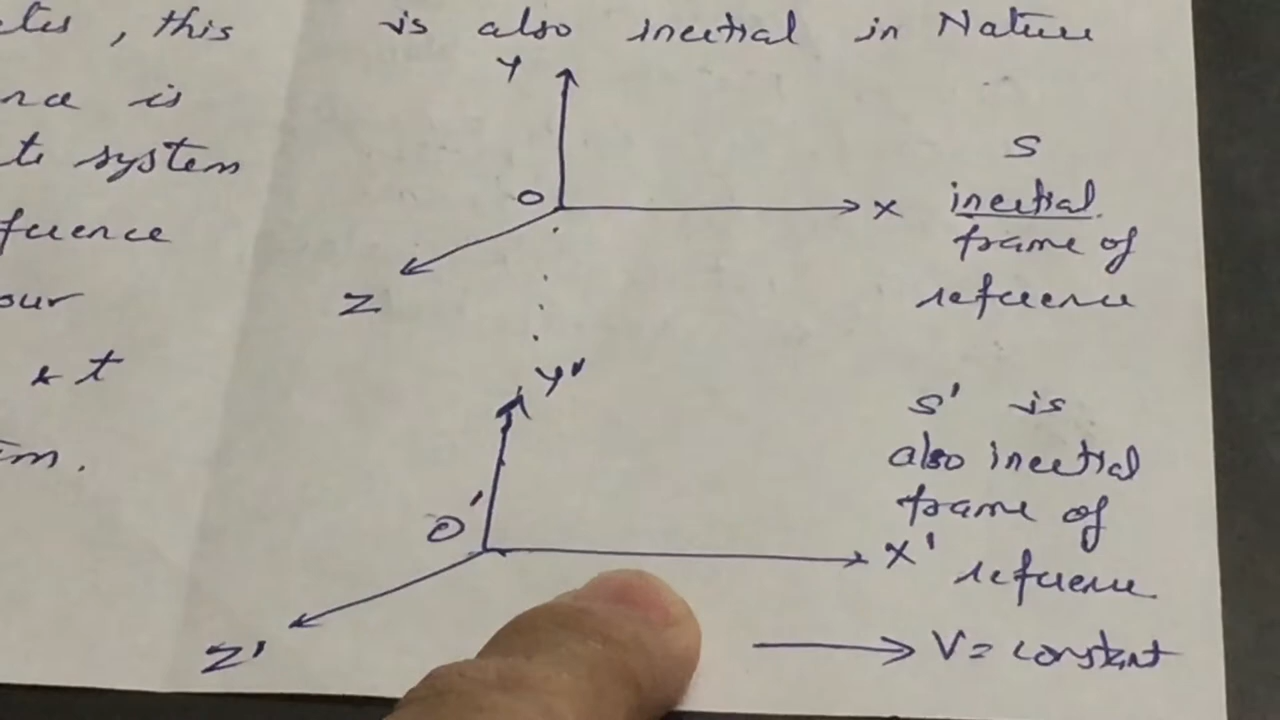 this
is
system
& t
is also inertial in Nature
Y
O
X
Z
S
inertial
frame of
reference
Y'
O'
X'
Z'
S' is
also inertial
frame of
reference
V= constant